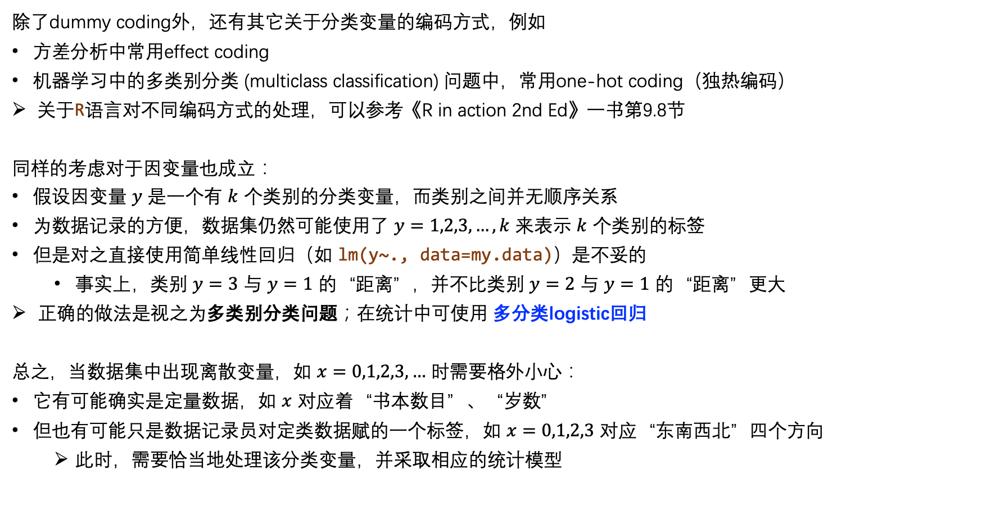 除了dummy coding外，还有其它关于分类变量的编码方式，例如
• 方差分析中常用effect coding
• 机器学习中的多类别分类 (multiclass classification) 问题中，常用one-hot coding（独热编码）
➢ 关于R语言对不同编码方式的处理，可以参考《R in action 2nd Ed》一书第9.8节
同样的考虑对于因变量也成立：
• 假设因变量 y 是一个有 k 个类别的分类变量，而类别之间并无顺序关系
• 为数据记录的方便，数据集仍然可能使用了 y = 1,2,3, … , k 来表示 k 个类别的标签
• 但是对之直接使用简单线性回归（如 lm(y~., data=my.data)）是不妥的
• 事实上，类别 y = 3 与 y = 1 的 “距离” ，并不比类别 y = 2 与 y = 1 的 “距离” 更大
➢ 正确的做法是视之为多类别分类问题；在统计中可使用 多分类logistic回归
总之，当数据集中出现离散变量，如 x = 0,1,2,3, … 时需要格外小心：
• 它有可能确实是定量数据，如 x 对应着 “书本数目” 、 “岁数”
• 但也有可能只是数据记录员对定类数据赋的一个标签，如 x = 0,1,2,3 对应 “东南西北” 四个方向
➢ 此时，需要恰当地处理该分类变量，并采取相应的统计模型